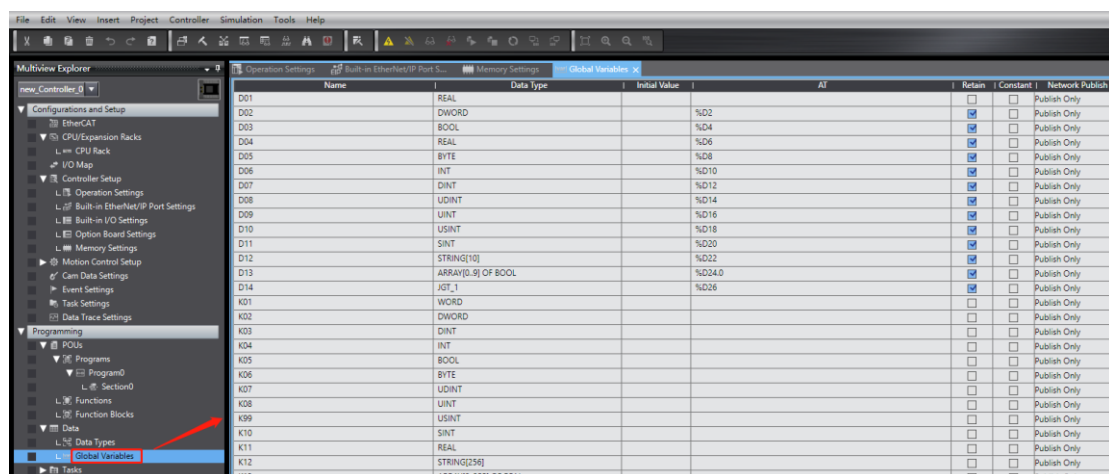 File Edit View Insert Project Controller Simulation Tools Help
Multiview Explorer
new_Controller_0
Configurations and Setup
EtherCAT
CPU/Expansion Racks
CPU Rack
I/O Map
Controller Setup
Operation Settings
Built-in EtherNet/IP Port Settings
Built-in I/O Settings
Option Board Settings
Memory Settings
Motion Control Setup
Cam Data Settings
Event Settings
Task Settings
Data Trace Settings
Programming
POUs
Programs
Program0
Section0
Functions
Function Blocks
Data
Data Types
Global Variables
Tasks
Operation Settings Built-in EtherNet/IP Port S... Memory Settings Global Variables
Name Data Type Initial Value AT Retain Constant Network Publish
D01 REAL Publish Only
D02 DWORD %D2 Publish Only
D03 BOOL %D4 Publish Only
D04 REAL %D6 Publish Only
D05 BYTE %D8 Publish Only
D06 INT %D10 Publish Only
D07 DINT %D12 Publish Only
D08 UDINT %D14 Publish Only
D09 UINT %D16 Publish Only
D10 USINT %D18 Publish Only
D11 SINT %D20 Publish Only
D12 STRING[10] %D22 Publish Only
D13 ARRAY[0..9] OF BOOL %D24.0 Publish Only
D14 JGT_1 %D26 Publish Only
K01 WORD Publish Only
K02 DWORD Publish Only
K03 DINT Publish Only
K04 INT Publish Only
K05 BOOL Publish Only
K06 BYTE Publish Only
K07 UDINT Publish Only
K08 UINT Publish Only
K99 USINT Publish Only
K10 SINT Publish Only
K11 REAL Publish Only
K12 STRING[256] Publish Only